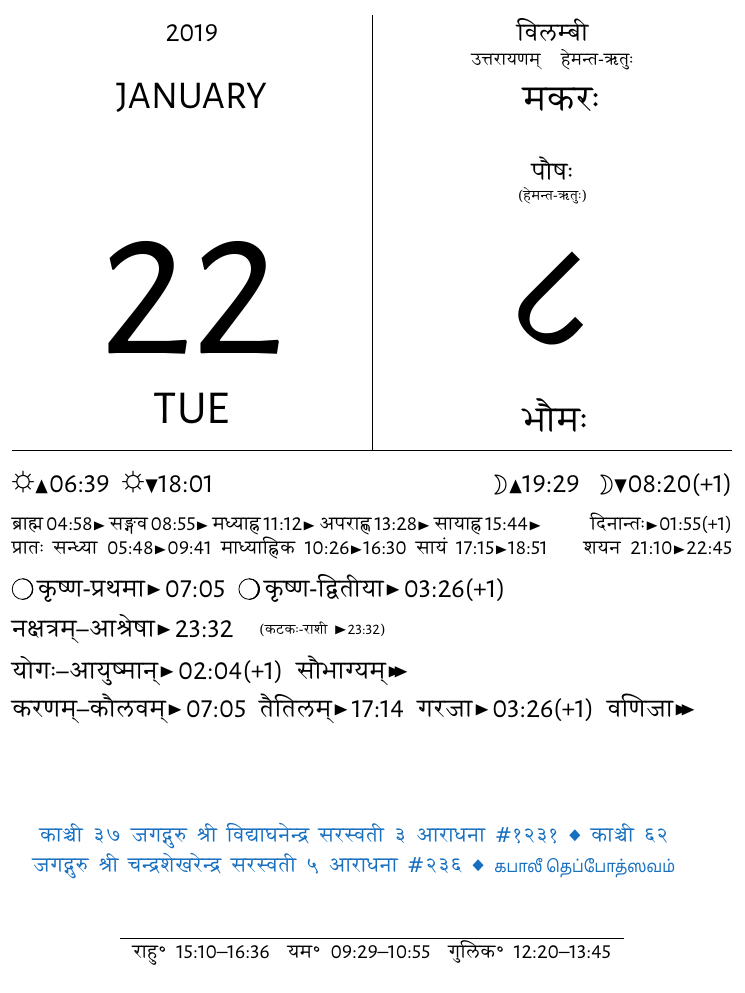 2019
JANUARY
22
TUE
विलम्बी
उत्तरायणम् हेमन्त-ऋतुः
मकरः
पौषः
(हेमन्त-ऋतुः)
८
भौमः
☼▲06:39 ☼▼18:01 ☽▲19:29 ☽▼08:20(+1)
ब्राह्म 04:58► सङ्गव 08:55► मध्याह्न 11:12► अपराह्ण 13:28► सायाह्न 15:44► दिनान्तः►01:55(+1)
प्रातः सन्ध्या 05:48►09:41 माध्याह्निक 10:26►16:30 सायं 17:15►18:51 शयन 21:10►22:45
◯कृष्ण-प्रथमा► 07:05 ◯कृष्ण-द्वितीया► 03:26(+1)
नक्षत्रम्–आश्रेषा► 23:32 (कटकः-राशी ►23:32)
योगः–आयुष्मान्► 02:04(+1) सौभाग्यम्►►
करणम्–कौलवम्► 07:05 तैतिलम्► 17:14 गरजा► 03:26(+1) वणिजा►►
काञ्ची ३७ जगद्गुरु श्री विद्याघनेन्द्र सरस्वती ३ आराधना #१२३१ ◆ काञ्ची ६२
जगद्गुरु श्री चन्द्रशेखरेन्द्र सरस्वती ५ आराधना #२३६ ◆ கபாலீ தெப்போத்ஸவம்
राहु° 15:10–16:36 यम° 09:29–10:55 गुलिक° 12:20–13:45